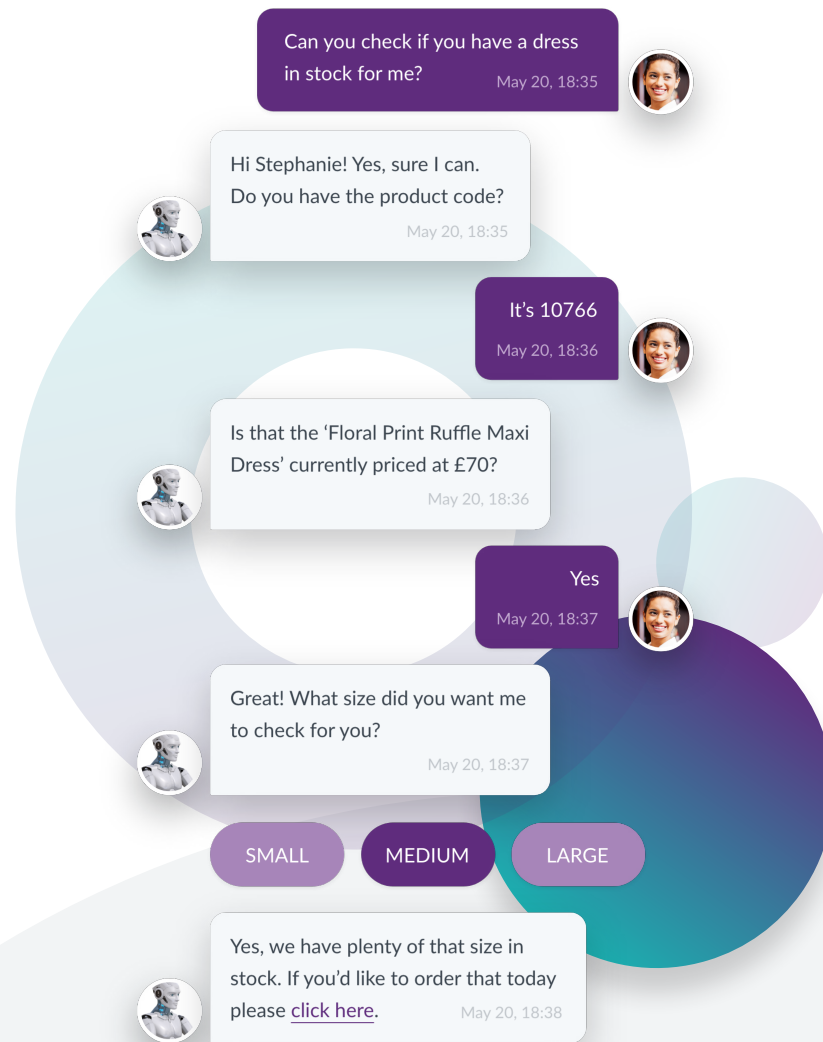 Can you check if you have a dress
in stock for me?
May 20, 18:35
Hi Stephanie! Yes, sure I can.
Do you have the product code?
May 20, 18:35
It’s 10766
May 20, 18:36
Is that the ‘Floral Print Ruffle Maxi
Dress’ currently priced at £70?
May 20, 18:36
Yes
May 20, 18:37
Great! What size did you want me
to check for you?
May 20, 18:37
SMALL MEDIUM LARGE
Yes, we have plenty of that size in
stock. If you’d like to order that today
please click here.
May 20, 18:38